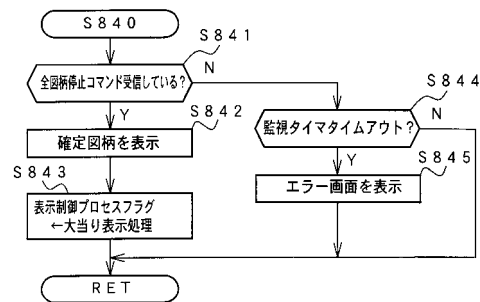 S840
S841
全図柄停止コマンド受信している?
N
Y
S842
確定図柄を表示
S843
表示制御プロセスフラグ
←大当り表示処理
S844
監視タイマタイムアウト?
N
Y
S845
エラー画面を表示
RET